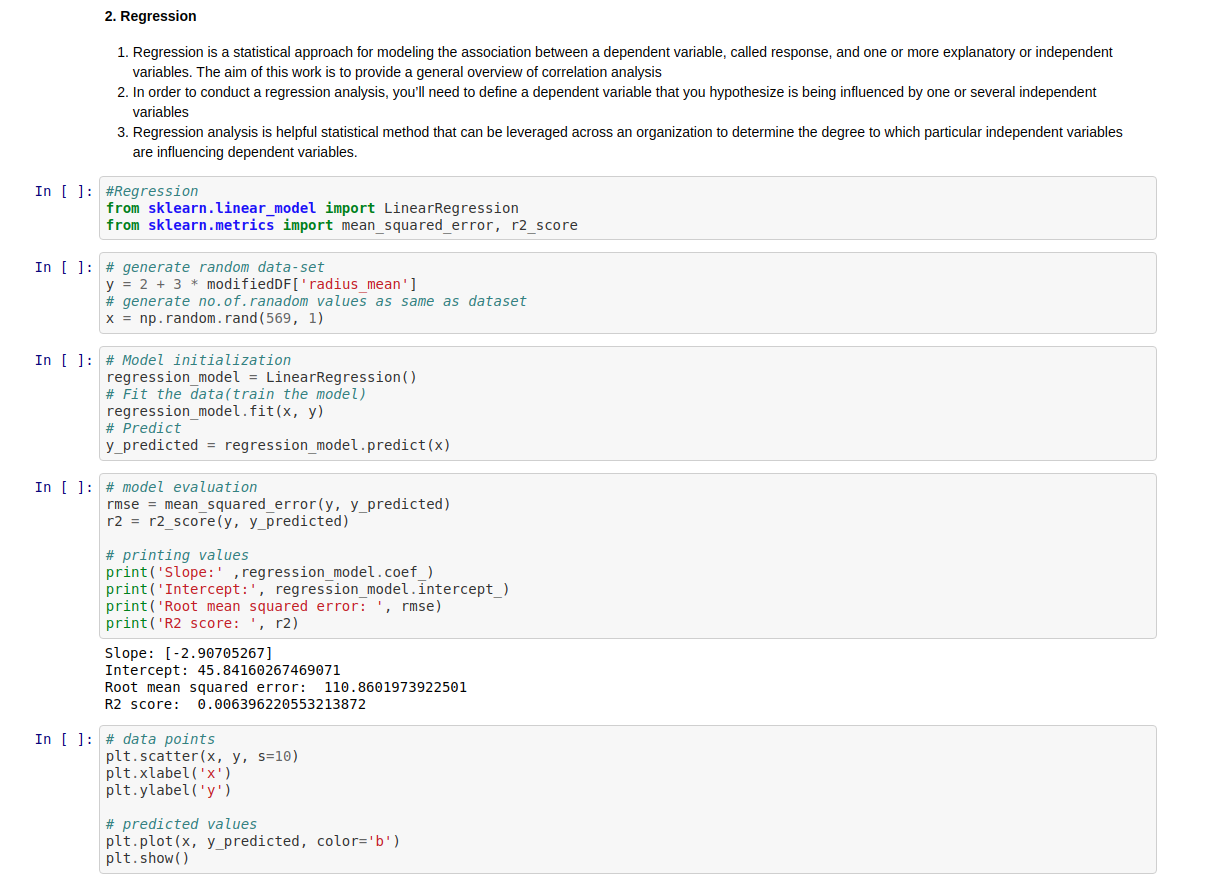 2. Regression
1. Regression is a statistical approach for modeling the association between a dependent variable, called response, and one or more explanatory or independent
variables. The aim of this work is to provide a general overview of correlation analysis
2. In order to conduct a regression analysis, you’ll need to define a dependent variable that you hypothesize is being influenced by one or several independent
variables
3. Regression analysis is helpful statistical method that can be leveraged across an organization to determine the degree to which particular independent variables
are influencing dependent variables.
In [ ]: #Regression
from sklearn.linear_model import LinearRegression
from sklearn.metrics import mean_squared_error, r2_score
In [ ]: # generate random data-set
y = 2 + 3 * modifiedDF['radius_mean']
# generate no.of.ranadom values as same as dataset
x = np.random.rand(569, 1)
In [ ]: # Model initialization
regression_model = LinearRegression()
# Fit the data(train the model)
regression_model.fit(x, y)
# Predict
y_predicted = regression_model.predict(x)
In [ ]: # model evaluation
rmse = mean_squared_error(y, y_predicted)
r2 = r2_score(y, y_predicted)
# printing values
print('Slope:' ,regression_model.coef_)
print('Intercept:', regression_model.intercept_)
print('Root mean squared error: ', rmse)
print('R2 score: ', r2)
Slope: [-2.90705267]
Intercept: 45.84160267469071
Root mean squared error:  110.8601973922501
R2 score:  0.006396220553213872
In [ ]: # data points
plt.scatter(x, y, s=10)
plt.xlabel('x')
plt.ylabel('y')
# predicted values
plt.plot(x, y_predicted, color='b')
plt.show()